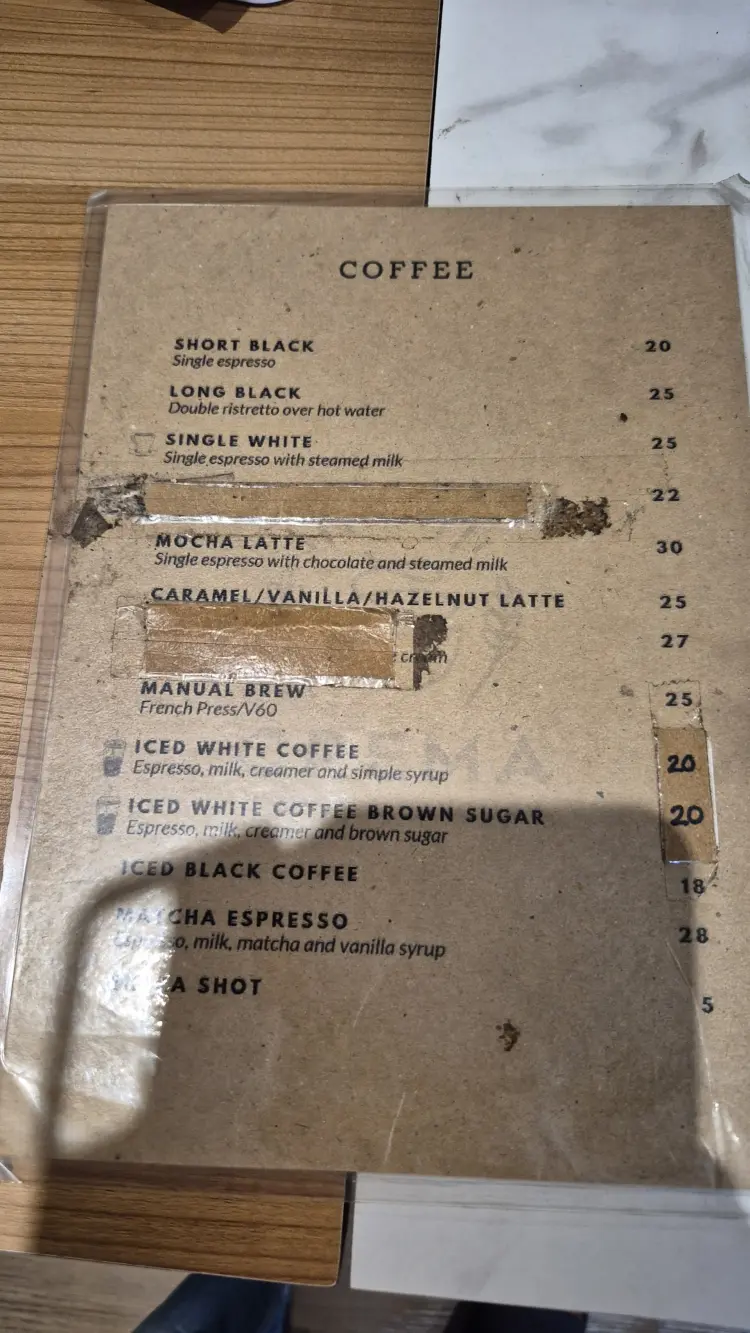 COFFEE
SHORT BLACK 20
Single espresso
LONG BLACK 25
Double ristretto over hot water
SINGLE WHITE 25
Single espresso with steamed milk
22
MOCHA LATTE 30
Single espresso with chocolate and steamed milk
CARAMEL/VANILLA/HAZELNUT LATTE 25
27
cream
MANUAL BREW 25
French Press/V60
ICED WHITE COFFEE 20
Espresso, milk, creamer and simple syrup
ICED WHITE COFFEE BROWN SUGAR 20
Espresso, milk, creamer and brown sugar
ICED BLACK COFFEE 18
MATCHA ESPRESSO 28
Espresso, milk, matcha and vanilla syrup
SHOT 5